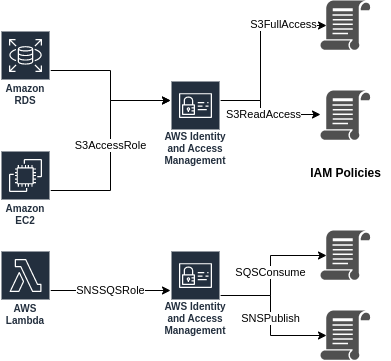 S3FullAccess
Amazon
RDS
S3ReadAccess
AWS Identity
and Access
Management
S3AccessRole
IAM Policies
Amazon
EC2
SQSConsume
SNSSQSRole
AWS
Lambda
AWS Identity
and Access
Management
SNSPublish